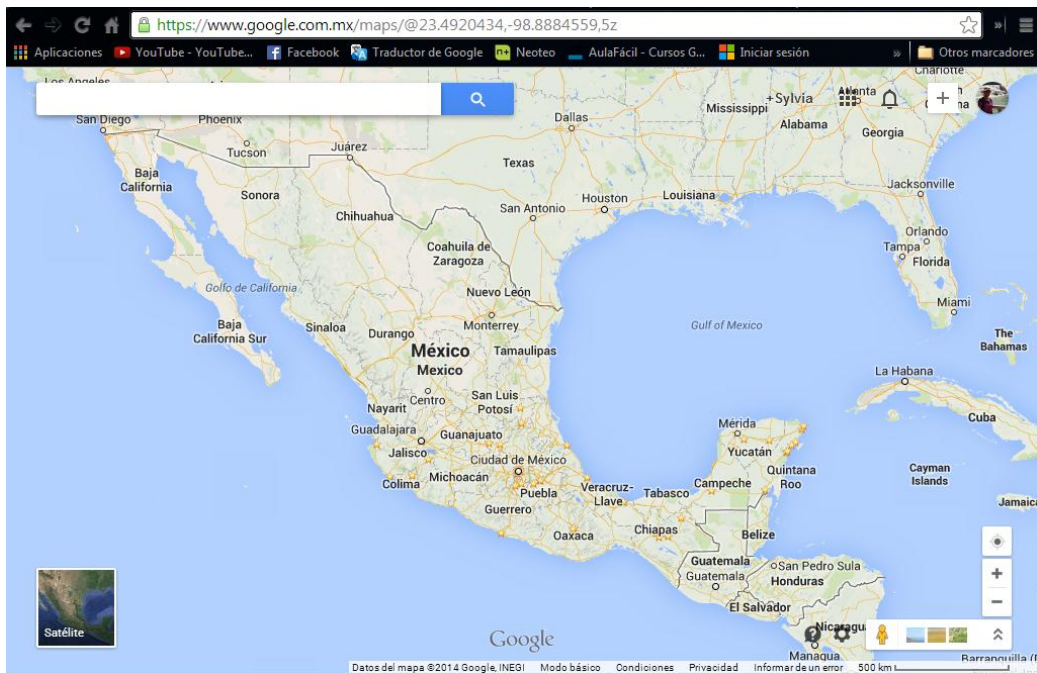 https://www.google.com.mx/maps/@23.4920434,-98.8884559,5z
Aplicaciones YouTube - YouTube... Facebook Traductor de Google Neoteo AulaFácil - Cursos G... Iniciar sesión » Otros marcadores
Los Angeles
Charlotte
Atlanta
+Sylvia
Mississippi
San Diego
Phoenix
Dallas
Alabama
Georgia
Tucson
Juárez
Texas
Baja
California
Sonora
Houston
Louisiana
Jacksonville
San Antonio
Chihuahua
Orlando
Coahuila de
Zaragoza
Tampa
Florida
Golfo de California
Nuevo León
Miami
Baja
California Sur
Sinaloa
Durango
Monterrey
Gulf of Mexico
The
Bahamas
México
Mexico
Tamaulipas
La Habana
Centro
San Luis
Potosí
Nayarit
Cuba
Guadalajara
Guanajuato
Mérida
Jalisco
Yucatán
Ciudad de México
Quintana
Roo
Cayman
Islands
Colima
Michoacán
Puebla
Veracruz-
Llave
Tabasco
Campeche
Jamaica
Guerrero
Oaxaca
Chiapas
Belize
Guatemala
Guatemala
San Pedro Sula
Honduras
El Salvador
Satélite
Google
Nicaragu
Managua
Barranquilla
Datos del mapa ©2014 Google, INEGI Modo básico Condiciones Privacidad Informar de un error 500 km